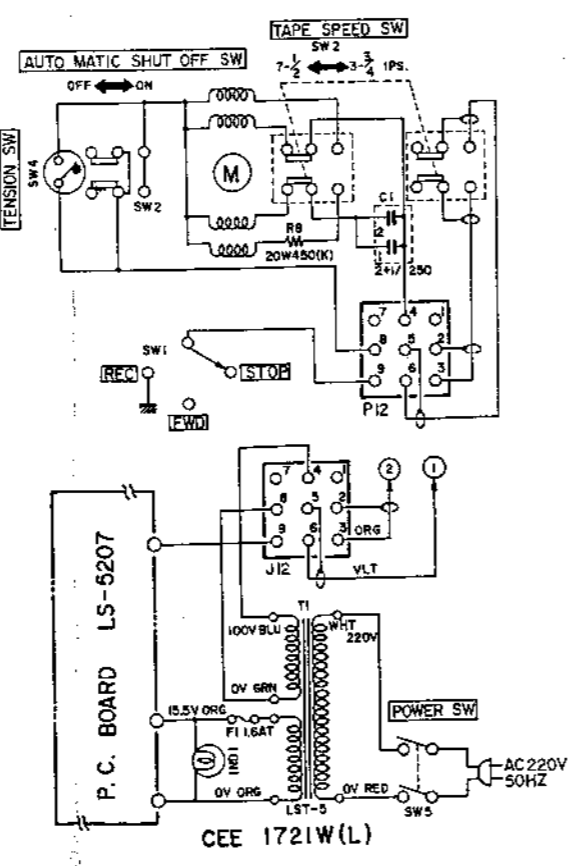 TAPE SPEED SW
SW2
7-1/2 3-3/4 IPS.
AUTO MATIC SHUT OFF SW
OFF ON
TENSION SW.
SW4
SW2
M
C1
2
R8
20W450(K)
2+1/ 250
7 4 1
8 5 2
9 6 3
P12
SW1
REC
STOP
FWD
7 4 1
8 5 2
9 6 3
J12
2 1
ORG
VLT
P.C. BOARD LS-5207
T1
100V BLU
WHT
220V
0V GRN
15.5V ORG
F1 1.6AT
IND1
0V ORG
LST-5
0V RED
POWER SW
SW5
AC220V
50HZ
CEE 1721W(L)